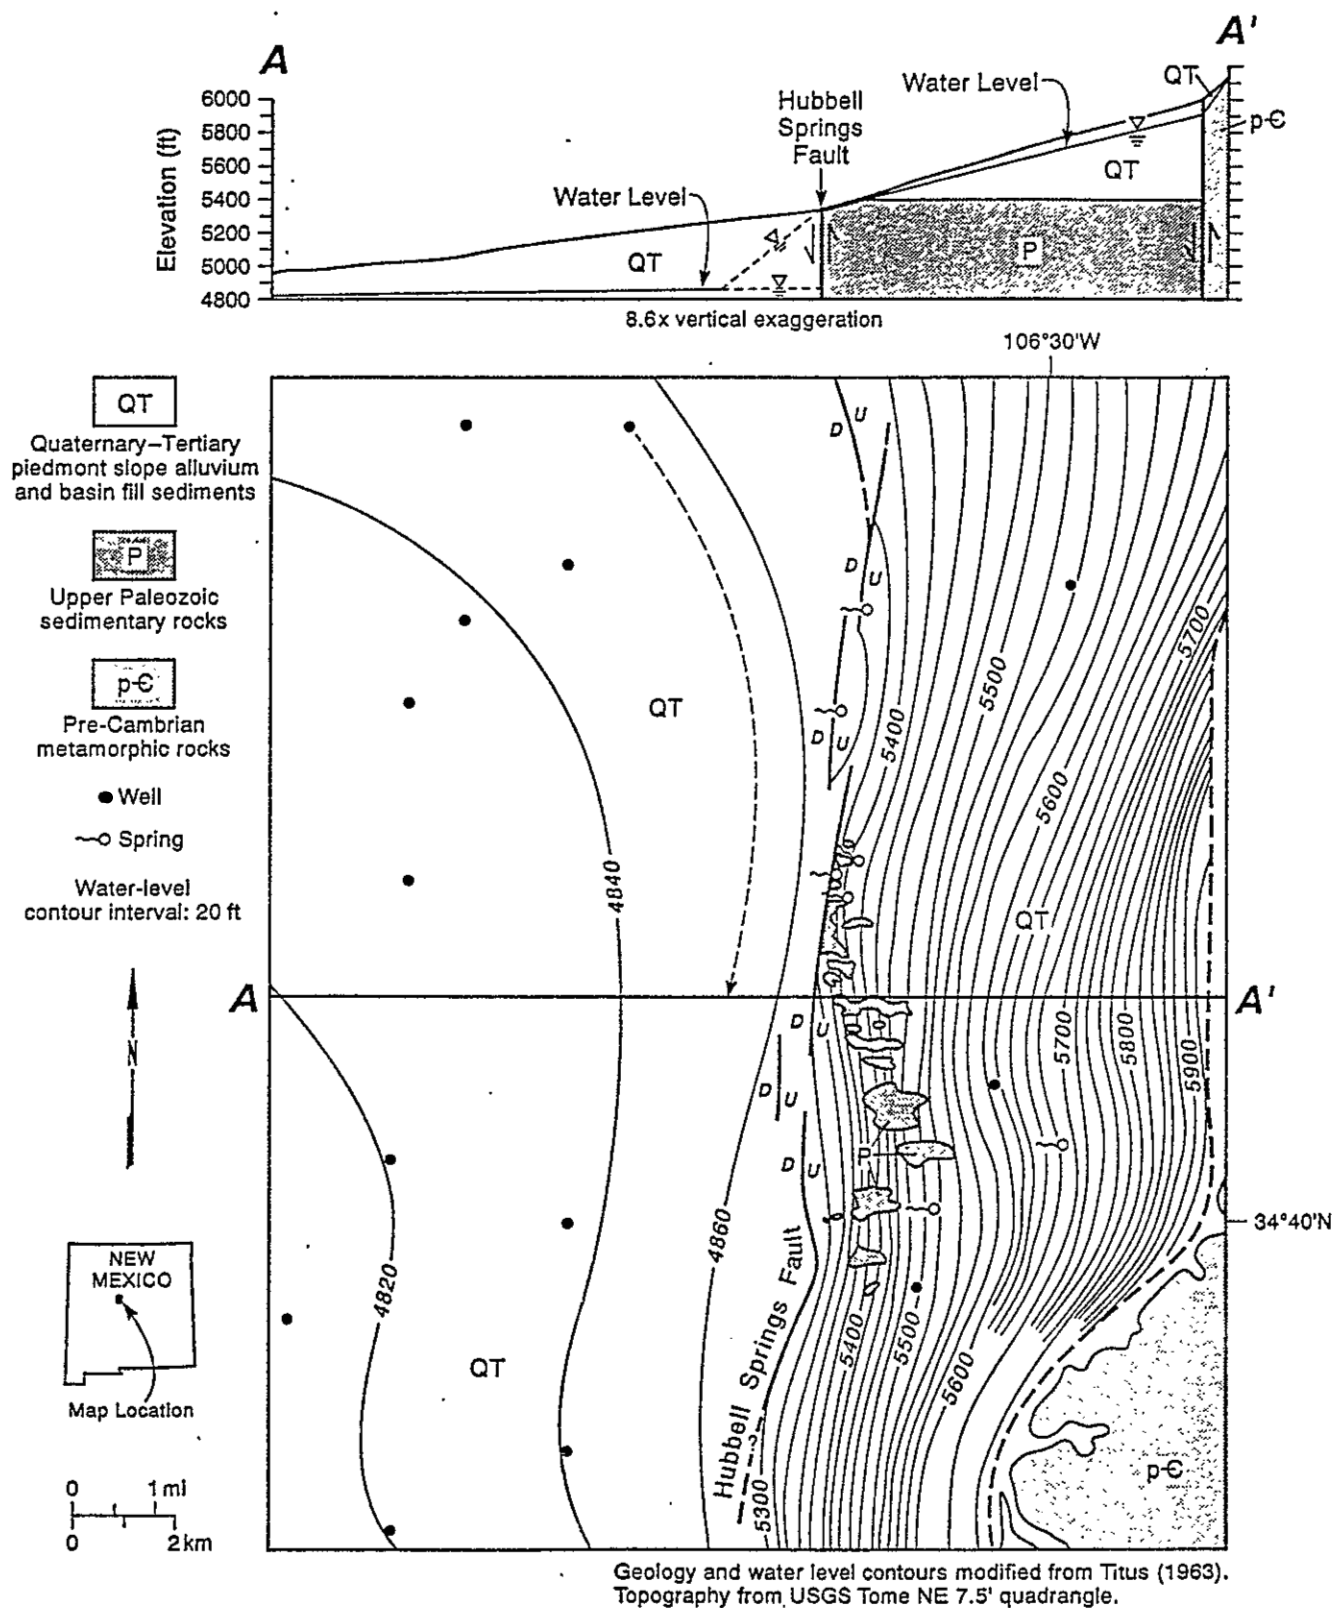 A
A'
QT
p-Є
Water Level
Hubbell
Springs
Fault
Water Level
6000
5800
5600
5400
5200
5000
4800
Elevation (ft)
QT
QT
P
8.6x vertical exaggeration
106°30'W
QT
Quaternary–Tertiary
piedmont slope alluvium
and basin fill sediments
P
Upper Paleozoic
sedimentary rocks
p-Є
Pre-Cambrian
metamorphic rocks
Well
Spring
Water-level
contour interval: 20 ft
N
NEW
MEXICO
Map Location
0 1 mi
0 2 km
D U
D U
D U
5700
5500
5400
5600
QT
4840
QT
A
A'
D U
D U
D U
5700
5800
5900
P
34°40'N
4860
4820
Hubbell Springs Fault
5400
5500
5600
QT
p-Є
5300
Geology and water level contours modified from Titus (1963).
Topography from USGS Tome NE 7.5' quadrangle.